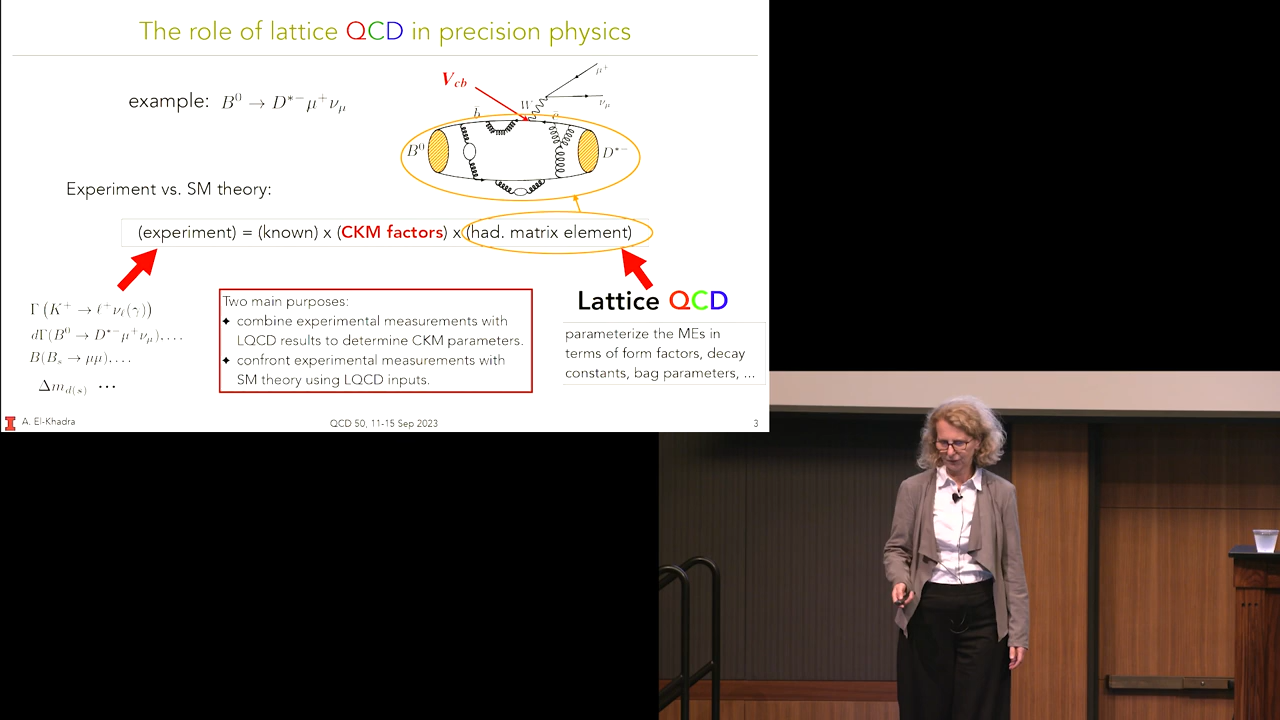 The role of lattice QCD in precision physics
example: B⁰ → D*⁻ μ⁺ ν_μ
V_cb
W
μ⁺
ν_μ
b̄
c̄
B⁰
D*⁻
Experiment vs. SM theory:
(experiment) = (known) x (CKM factors) x (had. matrix element)
Γ (K⁺ → ℓ⁺ν_ℓ(γ))
dΓ(B⁰ → D*⁻ μ⁺ν_μ)....
B(B_s → μμ)....
Δm_d(s) ...
Two main purposes:
✦ combine experimental measurements with
LQCD results to determine CKM parameters.
✦ confront experimental measurements with
SM theory using LQCD inputs.
Lattice QCD
parameterize the MEs in
terms of form factors, decay
constants, bag parameters, ...
I A. El-Khadra
QCD 50, 11-15 Sep 2023
3